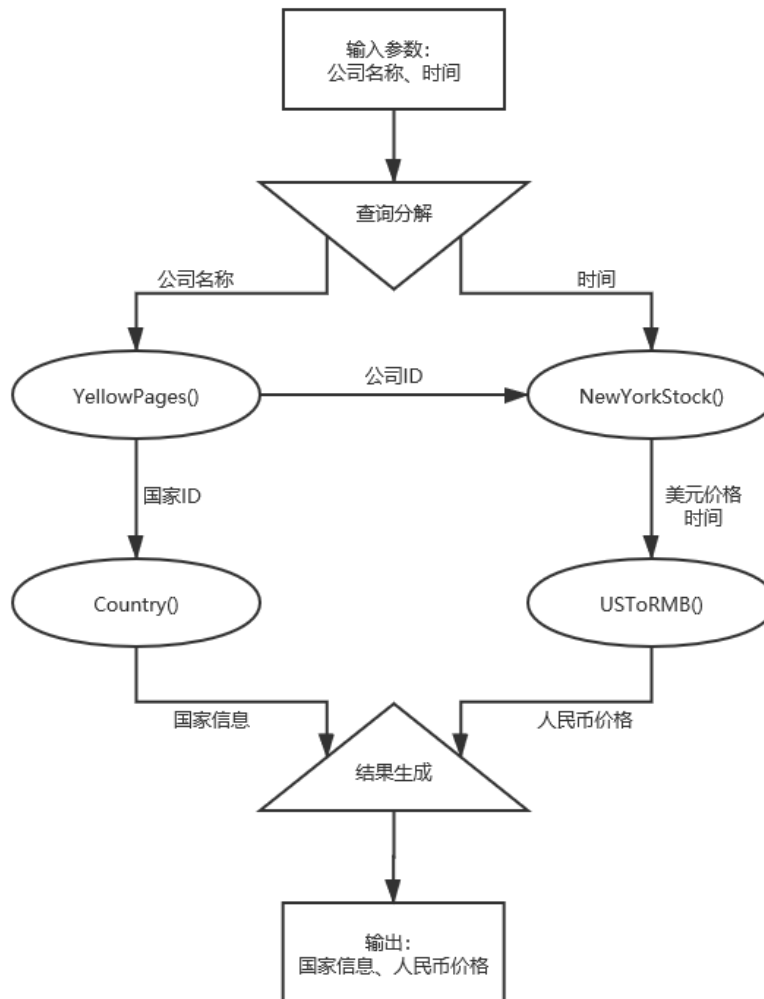 输入参数：
公司名称、时间
查询分解
公司名称
时间
YellowPages()
公司ID
NewYorkStock()
国家ID
美元价格
时间
Country()
USToRMB()
国家信息
人民币价格
结果生成
输出：
国家信息、人民币价格